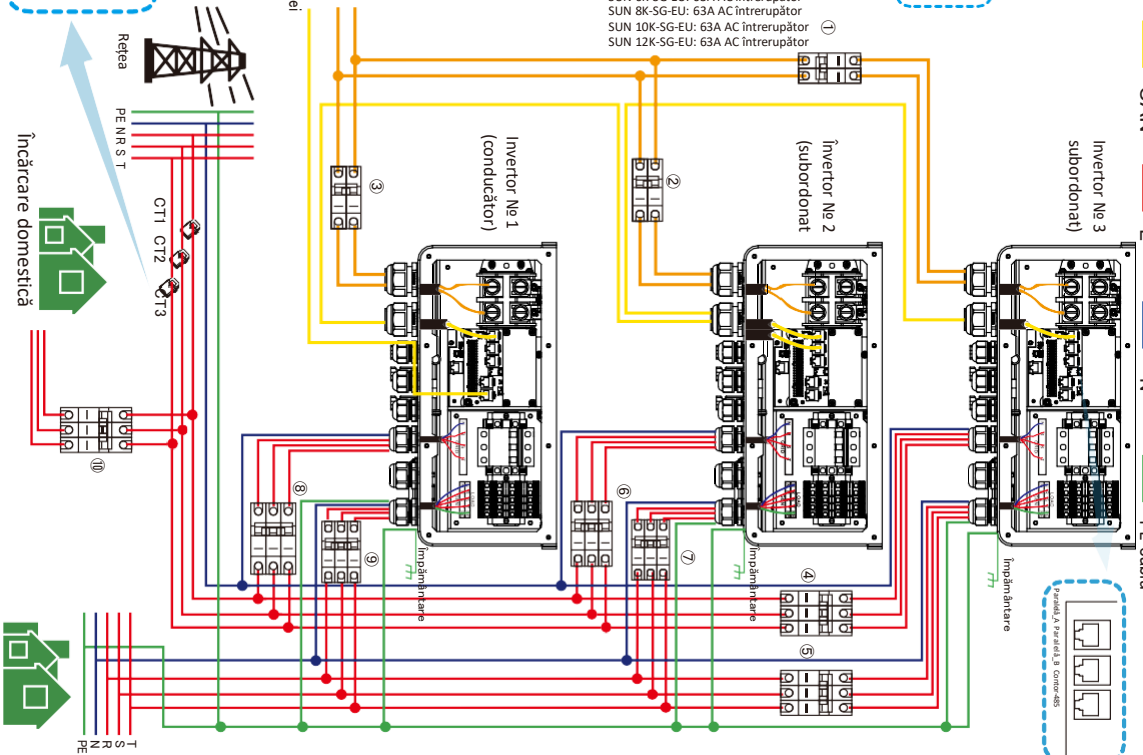 SUN 8K-SG-EU: 63A AC întrerupător
SUN 10K-SG-EU: 63A AC întrerupător
SUN 12K-SG-EU: 63A AC întrerupător
①
ei
Rețea
PE N R S T
CT1 CT2 CT3
Încărcare domestică
Invertor № 1
(conducător)
Învertor № 2
(subordonat
Invertor № 3
subordonat)
②
③
④
⑤
⑥
⑦
⑧
⑨
⑩
Împământare
Împământare
Împământare
Paralelă_A Paralelă_B Contor-485
T
S
R
N
PE